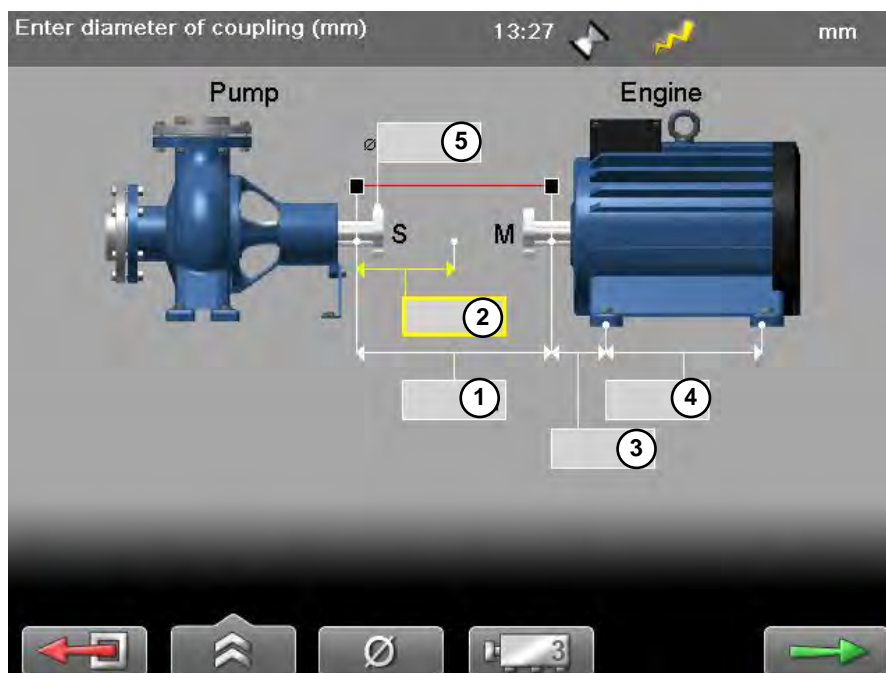 Enter diameter of coupling (mm) 13:27 mm
Pump Engine
Ø 5
S M
2
1 4
3
Ø 3